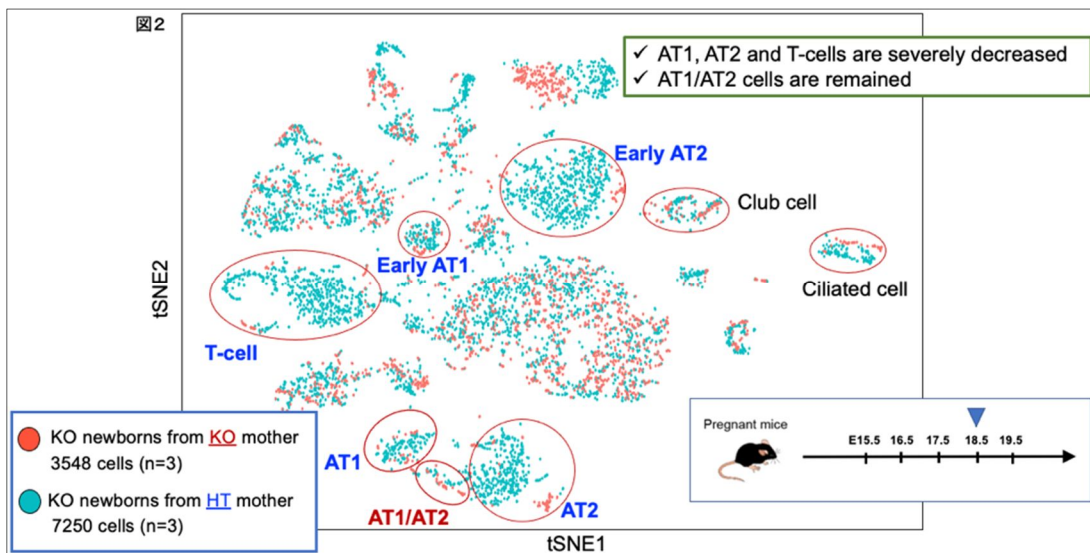 図2
✓ AT1, AT2 and T-cells are severely decreased
✓ AT1/AT2 cells are remained
Early AT2
Club cell
Early AT1
Ciliated cell
T-cell
tSNE2
KO newborns from KO mother
3548 cells (n=3)
KO newborns from HT mother
7250 cells (n=3)
AT1
AT1/AT2
AT2
Pregnant mice
E15.5 16.5 17.5 18.5 19.5
tSNE1